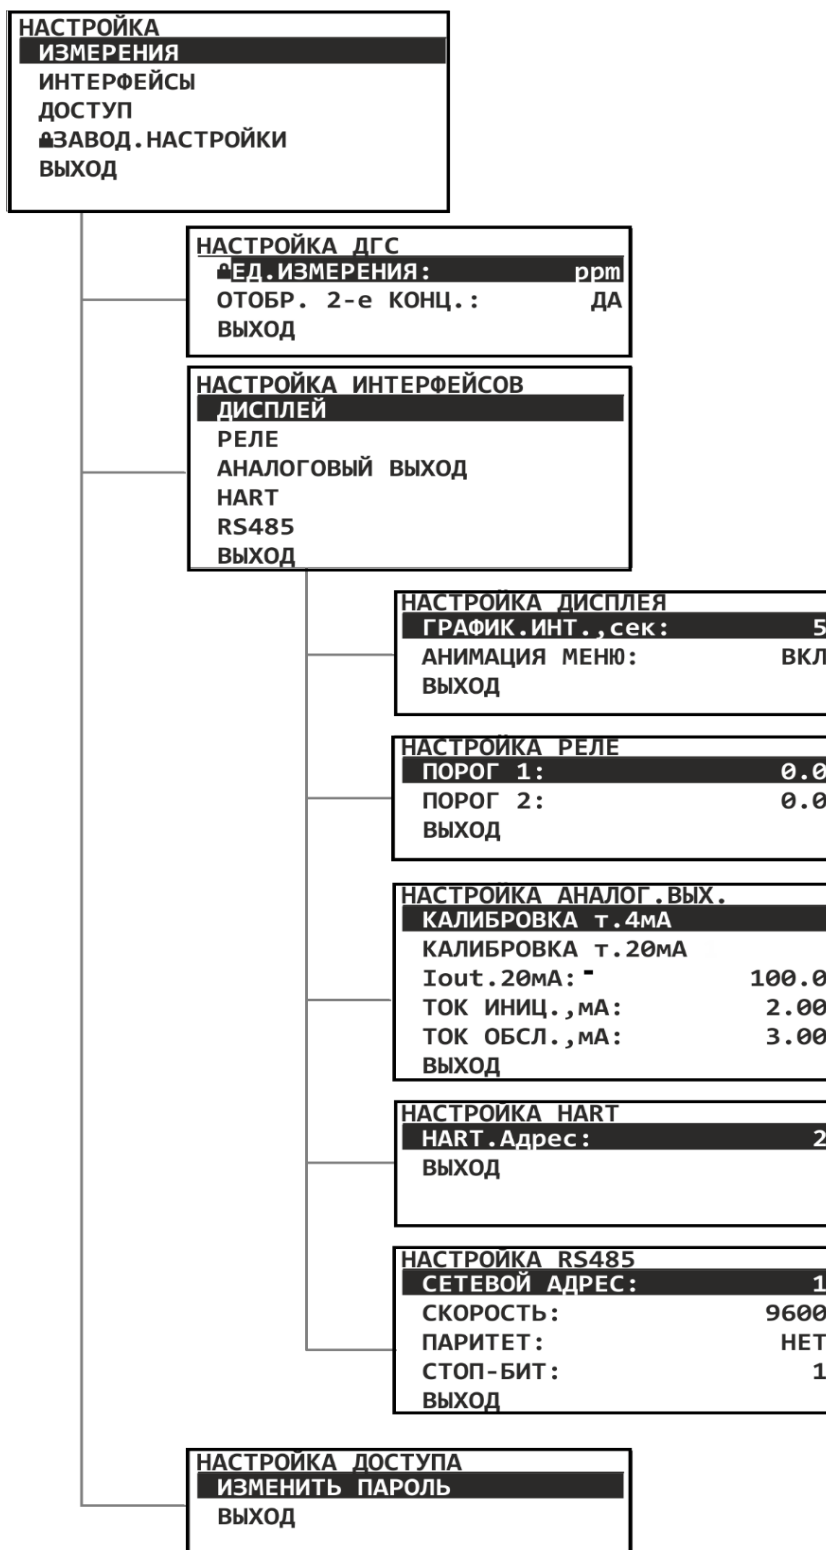 НАСТРОЙКА
ИЗМЕРЕНИЯ
ИНТЕРФЕЙСЫ
ДОСТУП
ЗАВОД.НАСТРОЙКИ
ВЫХОД
НАСТРОЙКА ДГС
ЕД.ИЗМЕРЕНИЯ: ppm
ОТОБР. 2-е КОНЦ.: ДА
ВЫХОД
НАСТРОЙКА ИНТЕРФЕЙСОВ
ДИСПЛЕЙ
РЕЛЕ
АНАЛОГОВЫЙ ВЫХОД
HART
RS485
ВЫХОД
НАСТРОЙКА ДИСПЛЕЯ
ГРАФИК.ИНТ.,сек: 5
АНИМАЦИЯ МЕНЮ: ВКЛ
ВЫХОД
НАСТРОЙКА РЕЛЕ
ПОРОГ 1: 0.0
ПОРОГ 2: 0.0
ВЫХОД
НАСТРОЙКА АНАЛОГ.ВЫХ.
КАЛИБРОВКА т.4мА
КАЛИБРОВКА т.20мА
Iout.20мА:- 100.0
ТОК ИНИЦ.,мА: 2.00
ТОК ОБСЛ.,мА: 3.00
ВЫХОД
НАСТРОЙКА HART
HART.Адрес: 2
ВЫХОД
НАСТРОЙКА RS485
СЕТЕВОЙ АДРЕС: 1
СКОРОСТЬ: 9600
ПАРИТЕТ: НЕТ
СТОП-БИТ: 1
ВЫХОД
НАСТРОЙКА ДОСТУПА
ИЗМЕНИТЬ ПАРОЛЬ
ВЫХОД